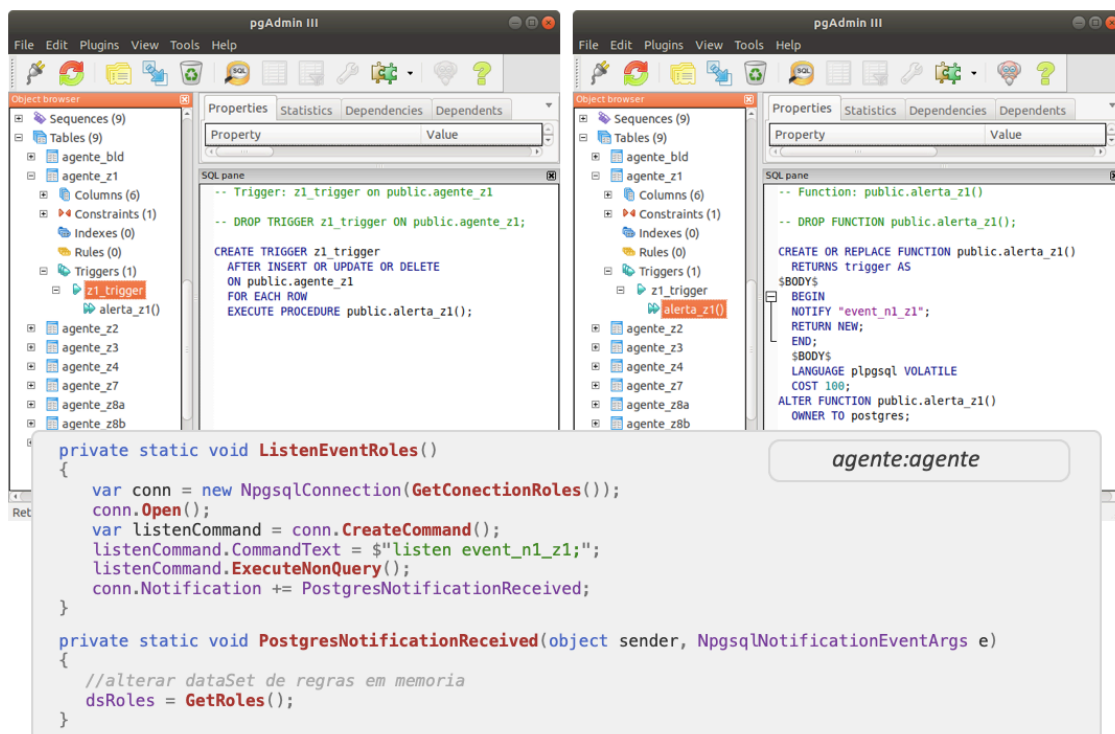 pgAdmin III
File Edit Plugins View Tools Help
Object browser
Sequences (9)
Tables (9)
agente_bld
agente_z1
Columns (6)
Constraints (1)
Indexes (0)
Rules (0)
Triggers (1)
z1_trigger
alerta_z1()
agente_z2
agente_z3
agente_z4
agente_z7
agente_z8a
agente_z8b
Ret
Properties Statistics Dependencies Dependents
Property Value
SQL pane
-- Trigger: z1_trigger on public.agente_z1
-- DROP TRIGGER z1_trigger ON public.agente_z1;
CREATE TRIGGER z1_trigger
AFTER INSERT OR UPDATE OR DELETE
ON public.agente_z1
FOR EACH ROW
EXECUTE PROCEDURE public.alerta_z1();
pgAdmin III
File Edit Plugins View Tools Help
SQL
Object browser
Sequences (9)
Tables (9)
agente_bld
agente_z1
Columns (6)
Constraints (1)
Indexes (0)
Rules (0)
Triggers (1)
z1_trigger
alerta_z1()
agente_z2
agente_z3
agente_z4
agente_z7
agente_z8a
agente_z8b
Properties Statistics Dependencies Dependents
Property Value
SQL pane
-- Function: public.alerta_z1()
-- DROP FUNCTION public.alerta_z1();
CREATE OR REPLACE FUNCTION public.alerta_z1()
RETURNS trigger AS
$BODY$
BEGIN
NOTIFY "event_n1_z1";
RETURN NEW;
END;
$BODY$
LANGUAGE plpgsql VOLATILE
COST 100;
ALTER FUNCTION public.alerta_z1()
OWNER TO postgres;
agente:agente
private static void ListenEventRoles()
{
var conn = new NpgsqlConnection(GetConectionRoles());
conn.Open();
var listenCommand = conn.CreateCommand();
listenCommand.CommandText = $"listen event_n1_z1;";
listenCommand.ExecuteNonQuery();
conn.Notification += PostgresNotificationReceived;
}
private static void PostgresNotificationReceived(object sender, NpgsqlNotificationEventArgs e)
{
//alterar dataSet de regras em memoria
dsRoles = GetRoles();
}